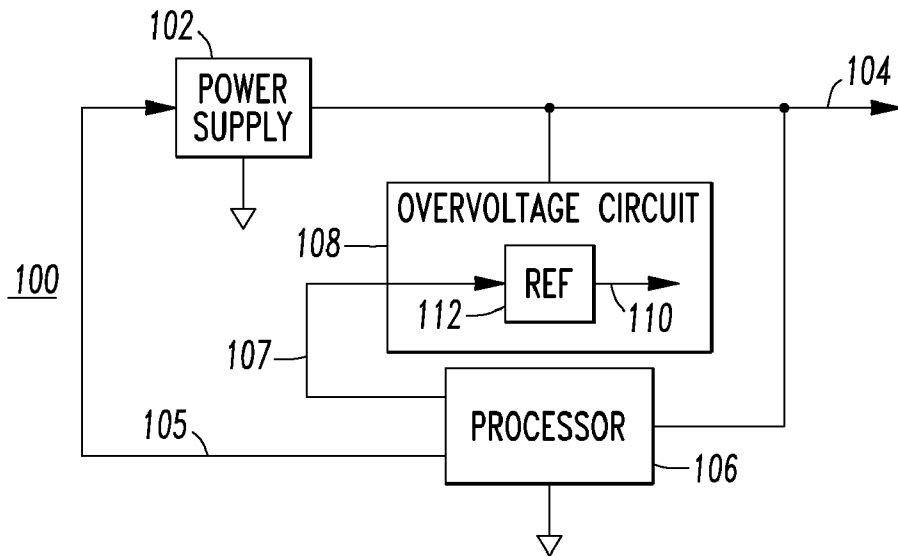 102
POWER
SUPPLY
104
OVERVOLTAGE CIRCUIT
108
REF
112
110
100
107
PROCESSOR
105
106